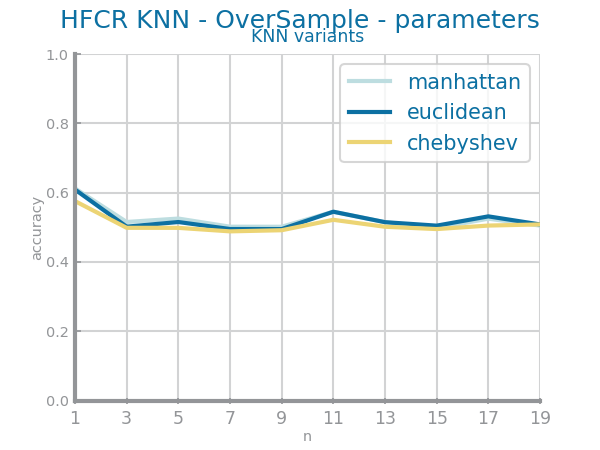 HFCR KNN - OverSample - parameters
KNN variants
manhattan
euclidean
chebyshev
accuracy
1.0
0.8
0.6
0.4
0.2
0.0
1 3 5 7 9 11 13 15 17 19
n